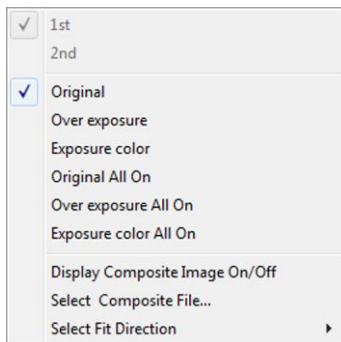 1st
2nd
Original
Over exposure
Exposure color
Original All On
Over exposure All On
Exposure color All On
Display Composite Image On/Off
Select  Composite File...
Select Fit Direction